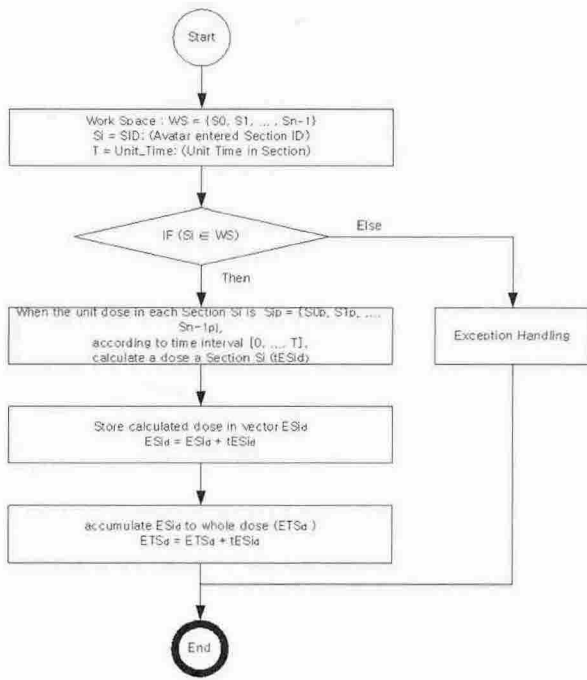 Start
Work Space : WS = {S0, S1, ... , Sn-1}
Si = SID: (Avatar entered Section ID)
T = Unit_Time: (Unit Time in Section)
IF (Si ∈ WS)
Else
Then
When the unit dose in each Section Si is Sip = {S0p, S1p, ....
Sn-1p},
according to time interval [0, ..., T],
calculate a dose a Section Si (tESid)
Exception Handling
Store calculated dose in vector ESid
ESid = ESid + tESid
accumulate ESid to whole dose (ETSd )
ETSd = ETSd + tESid
End